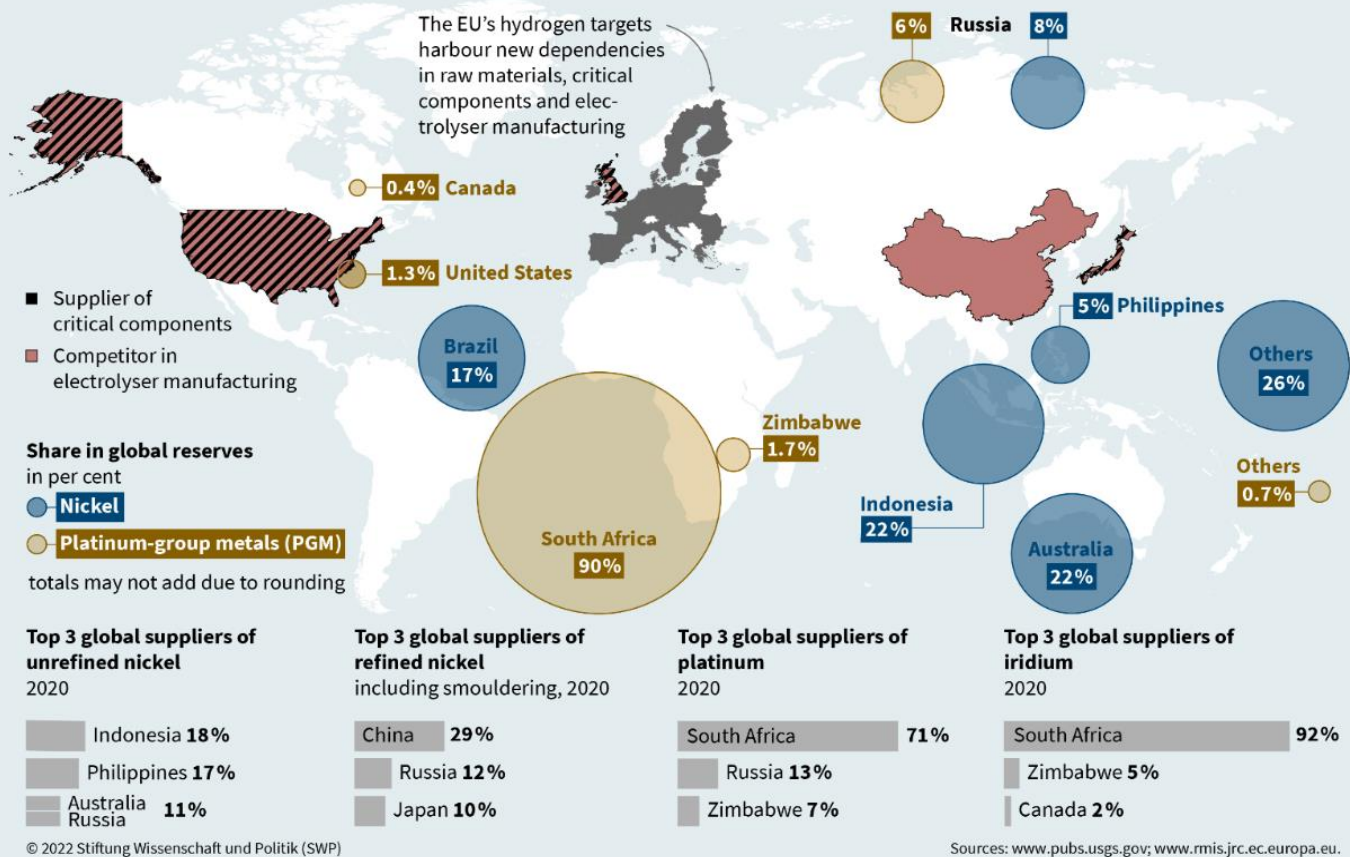 The EU’s hydrogen targets
harbour new dependencies
in raw materials, critical
components and elec-
trolyser manufacturing
6% Russia 8%
0.4% Canada
1.3% United States
Supplier of
critical components
Competitor in
electrolyser manufacturing
5% Philippines
Brazil
17%
Others
26%
Zimbabwe
1.7%
Share in global reserves
in per cent
Nickel
Platinum-group metals (PGM)
totals may not add due to rounding
South Africa
90%
Indonesia
22%
Australia
22%
Others
0.7%
Top 3 global suppliers of
unrefined nickel
2020
Indonesia 18%
Philippines 17%
Australia
Russia
11%
Top 3 global suppliers of
refined nickel
including smouldering, 2020
China 29%
Russia 12%
Japan 10%
Top 3 global suppliers of
platinum
2020
South Africa 71%
Russia 13%
Zimbabwe 7%
Top 3 global suppliers of
iridium
2020
South Africa 92%
Zimbabwe 5%
Canada 2%
© 2022 Stiftung Wissenschaft und Politik (SWP)
Sources: www.pubs.usgs.gov; www.rmis.jrc.ec.europa.eu.